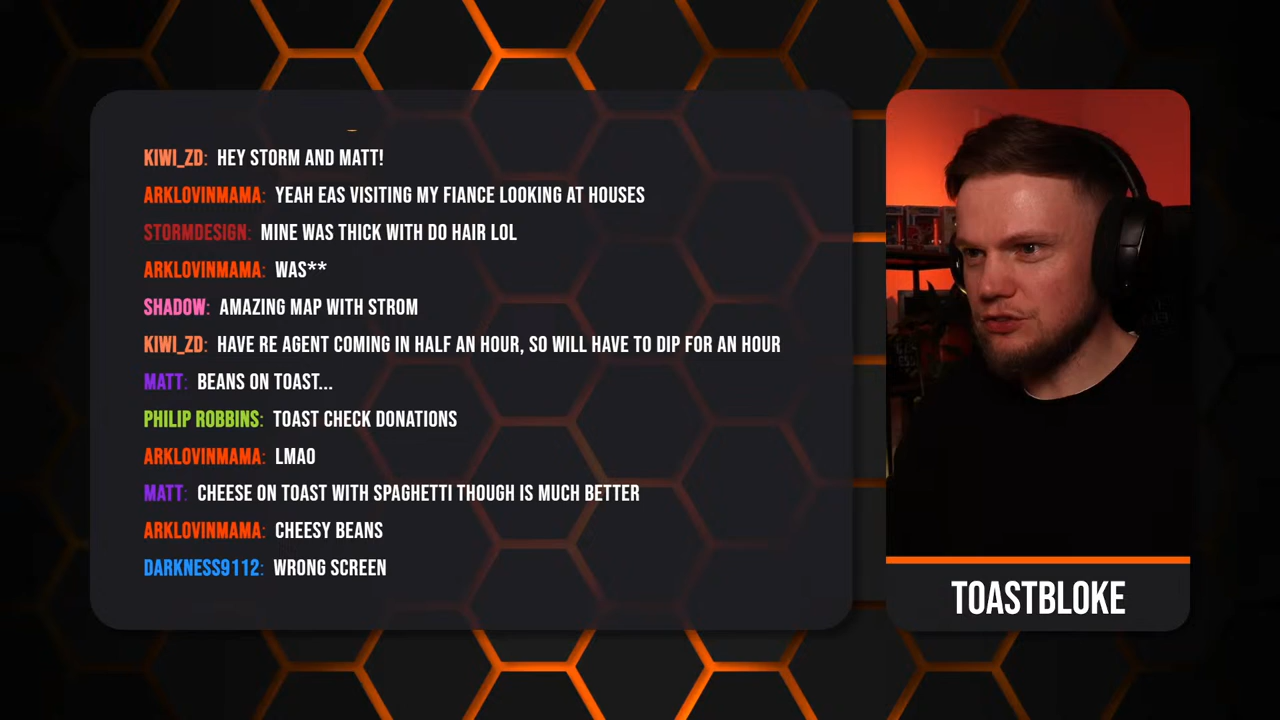 KIWI_ZD: HEY STORM AND MATT!
ARKLOVINMAMA: YEAH EAS VISITING MY FIANCE LOOKING AT HOUSES
STORMDESIGN: MINE WAS THICK WITH DO HAIR LOL
ARKLOVINMAMA: WAS**
SHADOW: AMAZING MAP WITH STROM
KIWI_ZD: HAVE RE AGENT COMING IN HALF AN HOUR, SO WILL HAVE TO DIP FOR AN HOUR
MATT: BEANS ON TOAST...
PHILIP ROBBINS: TOAST CHECK DONATIONS
ARKLOVINMAMA: LMAO
MATT: CHEESE ON TOAST WITH SPAGHETTI THOUGH IS MUCH BETTER
ARKLOVINMAMA: CHEESY BEANS
DARKNESS9112: WRONG SCREEN
TOASTBLOKE